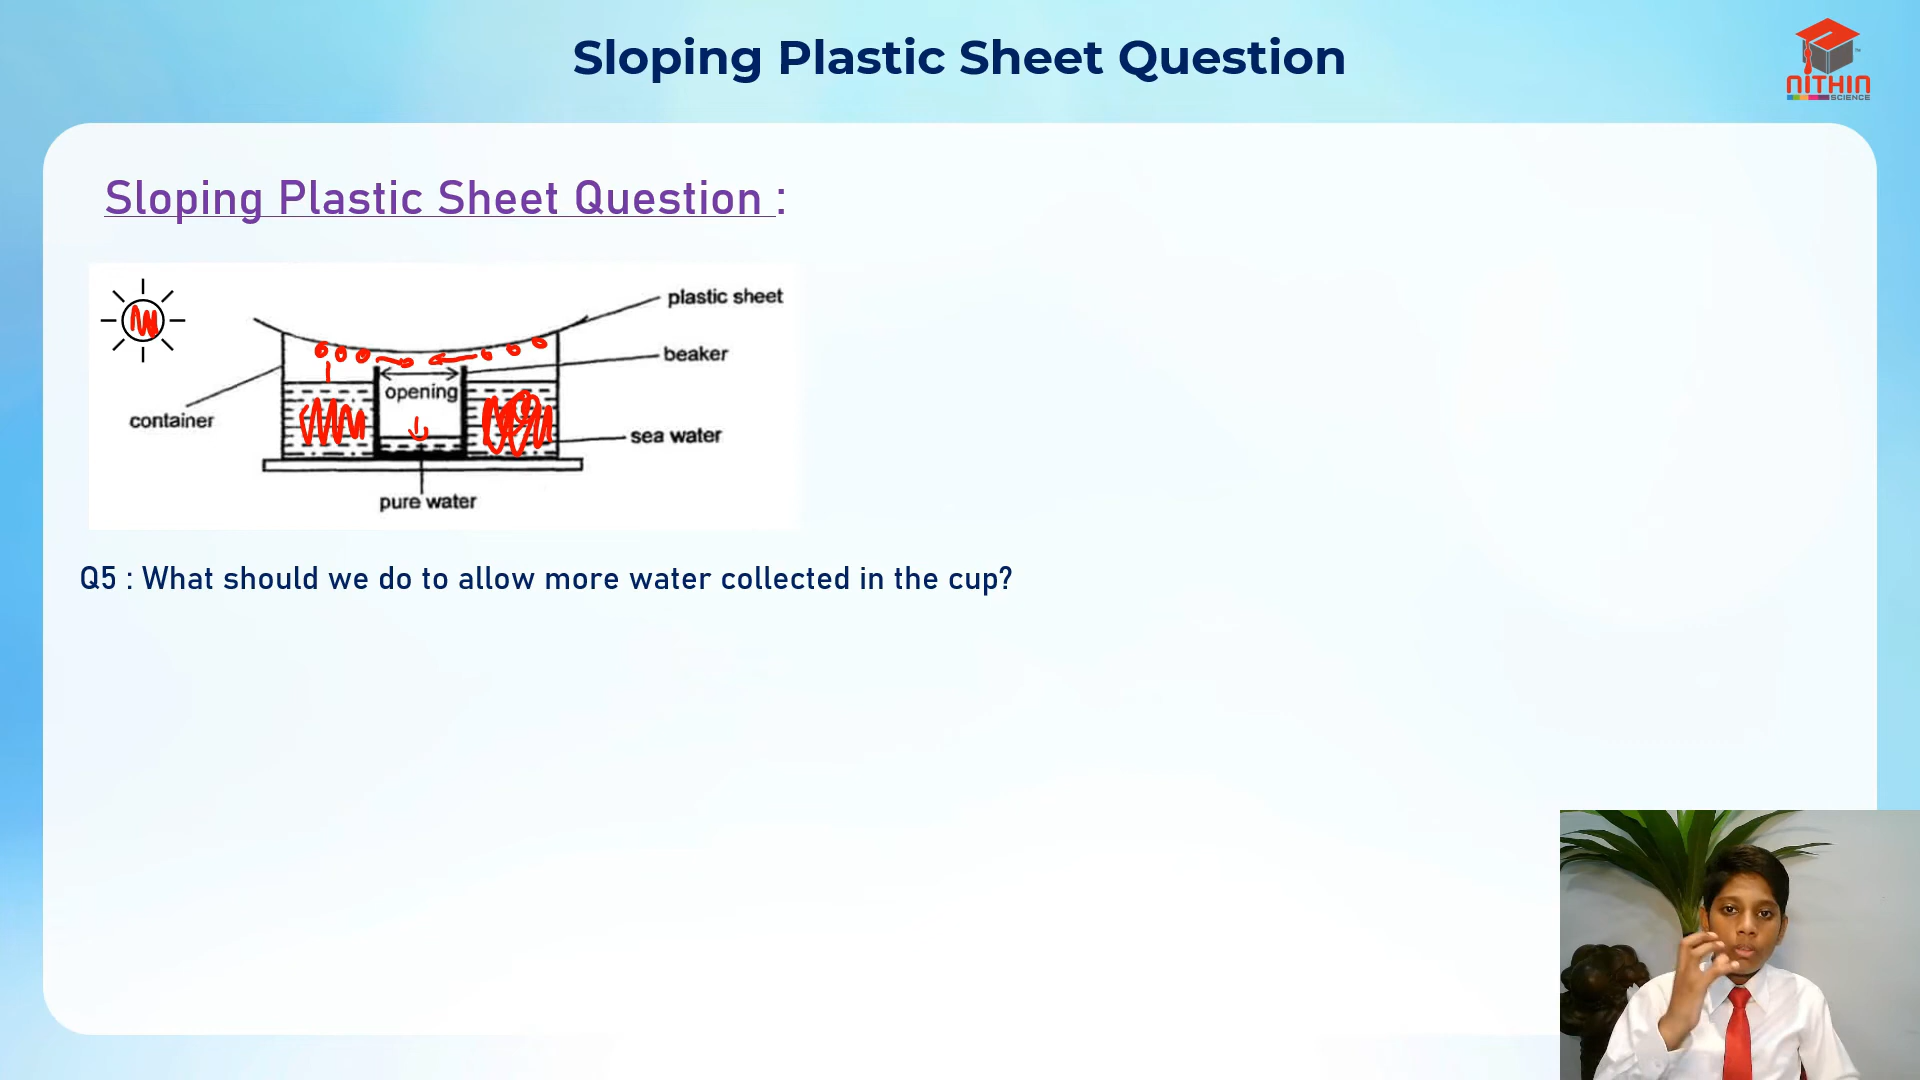 Sloping Plastic Sheet Question
NITHIN
SCIENCE
Sloping Plastic Sheet Question :
plastic sheet
beaker
opening
container
sea water
pure water
Q5 : What should we do to allow more water collected in the cup?